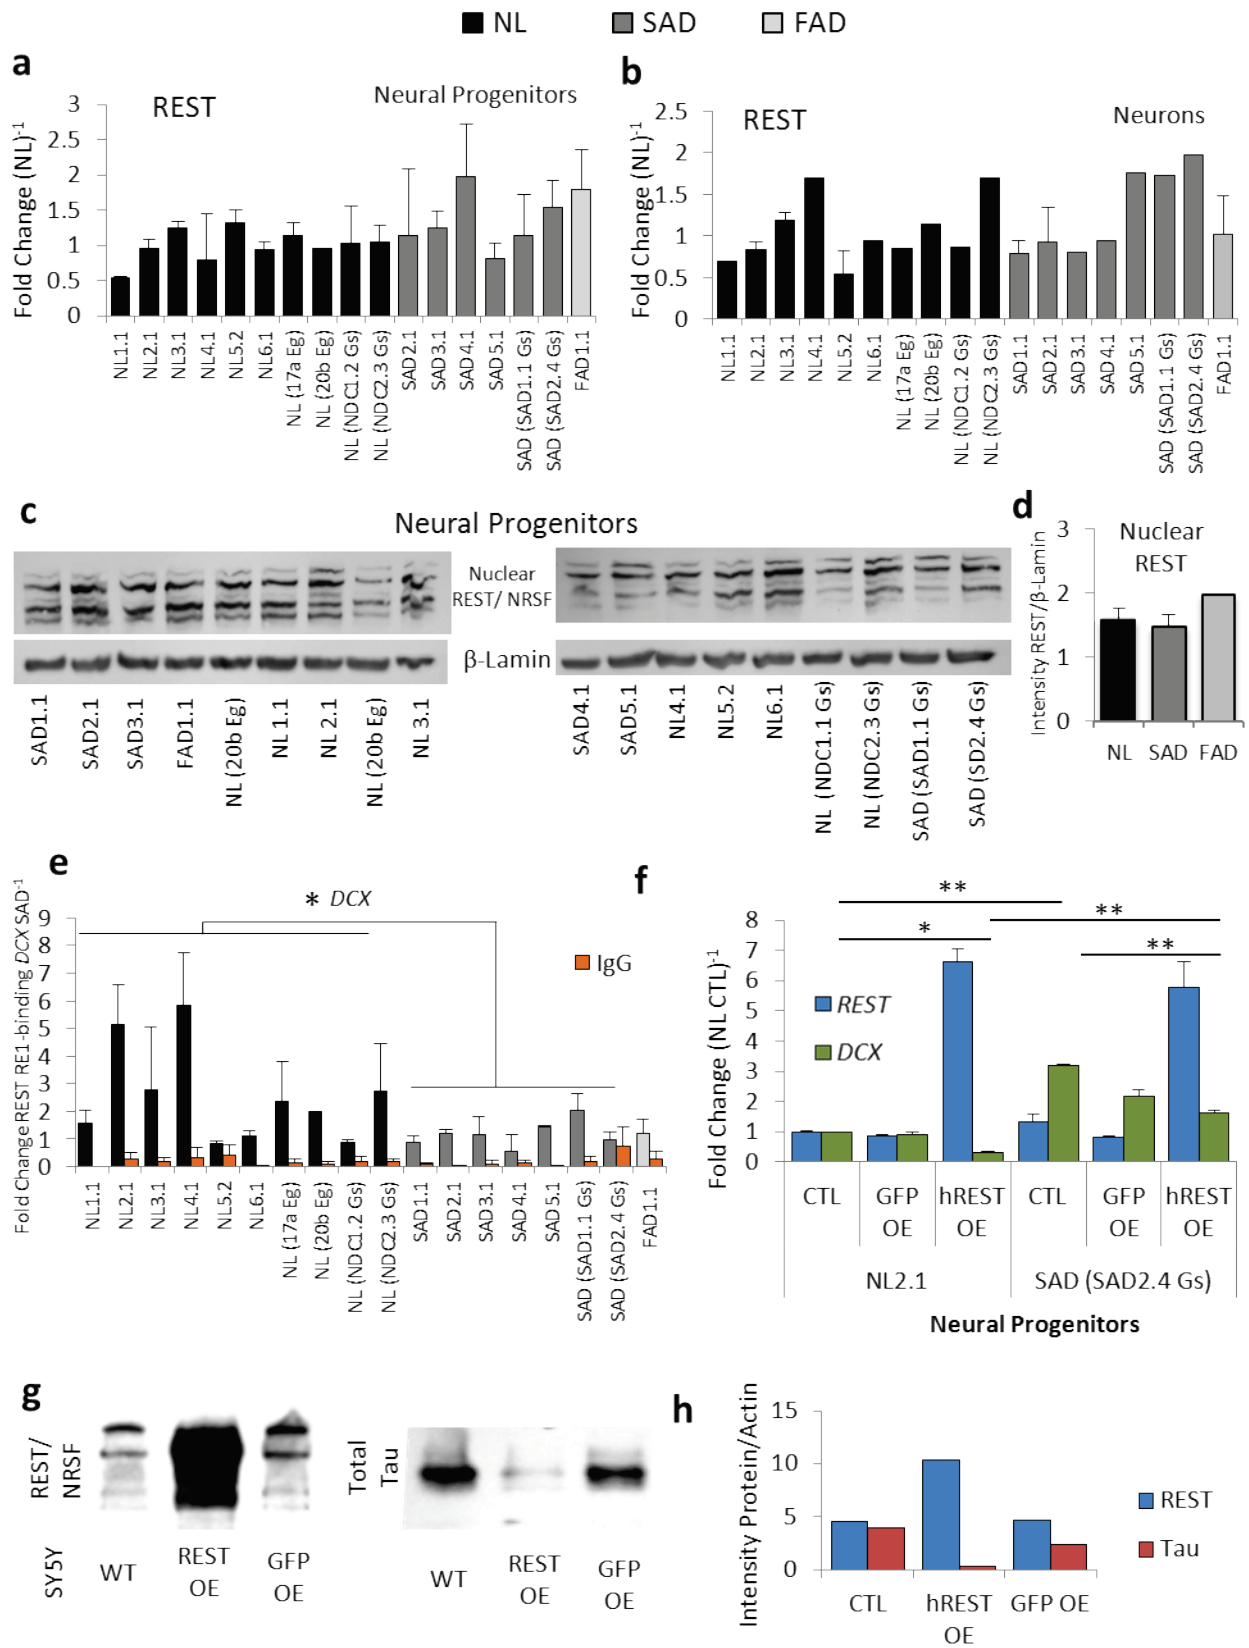 NL SAD FAD
a
REST
Neural Progenitors
Fold Change (NL)-1
3
2.5
2
1.5
1
0.5
0
NL1.1
NL2.1
NL3.1
NL4.1
NL5.2
NL6.1
NL (17a Eg)
NL (20b Eg)
NL (NDC1.2 Gs)
NL (NDC2.3 Gs)
SAD2.1
SAD3.1
SAD4.1
SAD5.1
SAD (SAD1.1 Gs)
SAD (SAD2.4 Gs)
FAD1.1
b
REST
Neurons
Fold Change (NL)-1
2.5
2
1.5
1
0.5
0
NL1.1
NL2.1
NL3.1
NL4.1
NL5.2
NL6.1
NL (17a Eg)
NL (20b Eg)
NL (NDC1.2 Gs)
NL (NDC2.3 Gs)
SAD1.1
SAD2.1
SAD3.1
SAD4.1
SAD5.1
SAD (SAD1.1 Gs)
SAD (SAD2.4 Gs)
FAD1.1
c
Neural Progenitors
Nuclear
REST/ NRSF
β-Lamin
SAD1.1
SAD2.1
SAD3.1
FAD1.1
NL (20b Eg)
NL1.1
NL2.1
NL (20b Eg)
NL3.1
SAD4.1
SAD5.1
NL4.1
NL5.2
NL6.1
NL (NDC1.1 Gs)
NL (NDC2.3 Gs)
SAD (SAD1.1 Gs)
SAD (SD2.4 Gs)
d
Nuclear
REST
Intensity REST/β-Lamin
3
2
1
0
NL SAD FAD
e
* DCX
IgG
Fold Change REST RE1-binding DCX SAD-1
9
8
7
6
5
4
3
2
1
0
NL1.1
NL2.1
NL3.1
NL4.1
NL5.2
NL6.1
NL (17a Eg)
NL (20b Eg)
NL (NDC1.2 Gs)
NL (NDC2.3 Gs)
SAD1.1
SAD2.1
SAD3.1
SAD4.1
SAD5.1
SAD (SAD1.1 Gs)
SAD (SAD2.4 Gs)
FAD1.1
f
**
**
*
**
REST
DCX
Fold Change (NL CTL)-1
8
7
6
5
4
3
2
1
0
CTL GFP OE hREST OE CTL GFP OE hREST OE
NL2.1 SAD (SAD2.4 Gs)
Neural Progenitors
g
REST/
NRSF
Total
Tau
SY5Y
WT REST OE GFP OE
WT REST OE GFP OE
h
Intensity Protein/Actin
15
10
5
0
REST
Tau
CTL hREST OE GFP OE